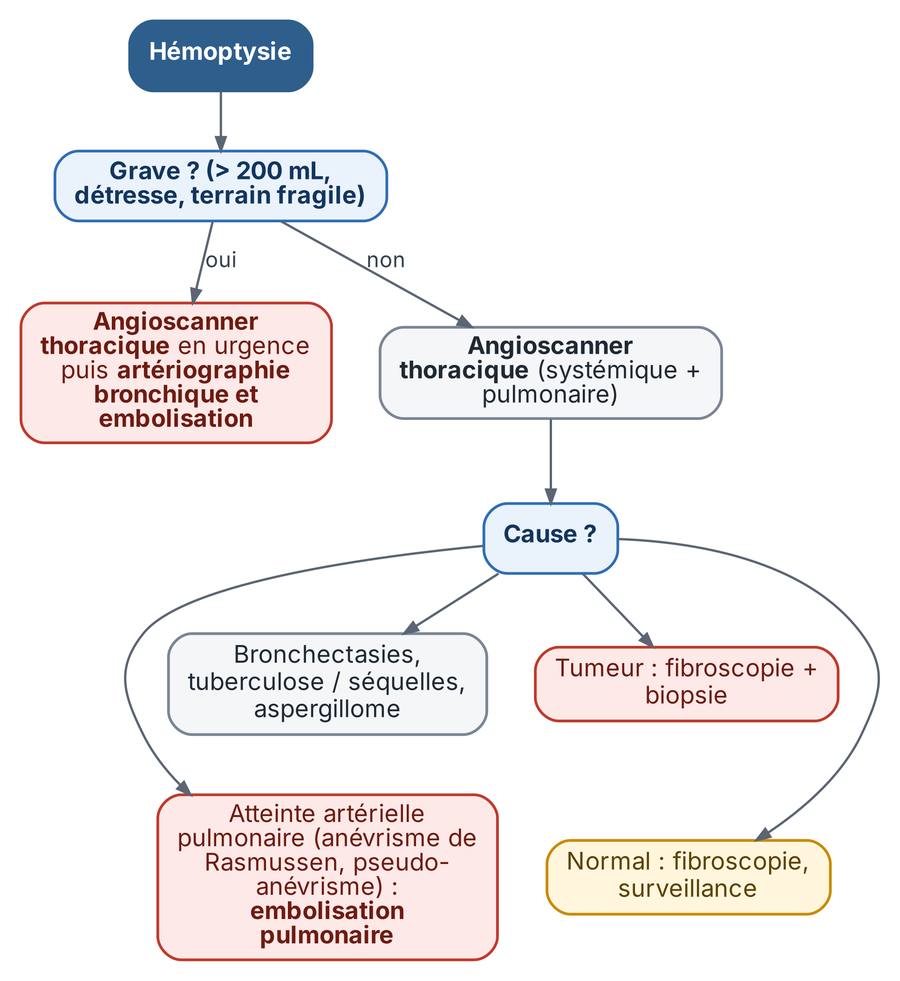 Hémoptysie
Grave ? (> 200 mL,
détresse, terrain fragile)
oui
non
Angioscanner
thoracique en urgence
puis artériographie
bronchique et
embolisation
Angioscanner
thoracique (systémique +
pulmonaire)
Cause ?
Bronchectasies,
tuberculose / séquelles,
aspergillome
Tumeur : fibroscopie +
biopsie
Atteinte artérielle
pulmonaire (anévrisme de
Rasmussen, pseudo-
anévrisme) :
embolisation
pulmonaire
Normal : fibroscopie,
surveillance